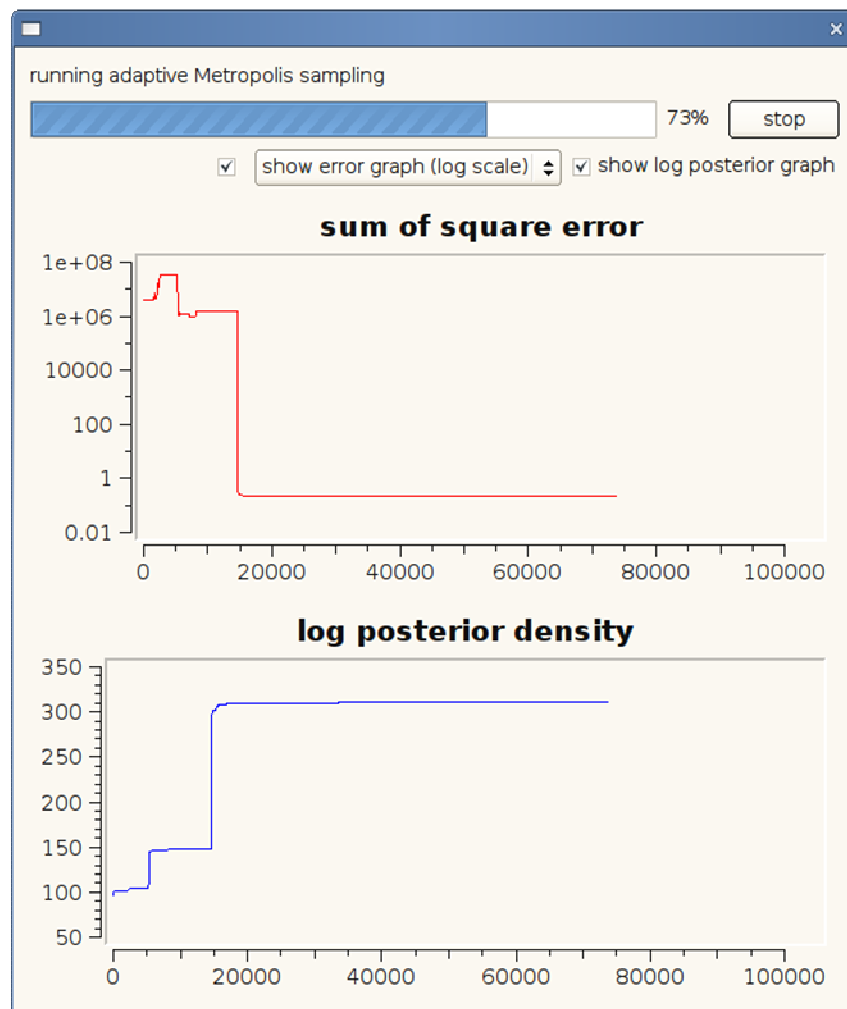 running adaptive Metropolis sampling
73% stop
show error graph (log scale) show log posterior graph
sum of square error
1e+08
1e+06
10000
100
1
0.01
0 20000 40000 60000 80000 100000
log posterior density
350
300
250
200
150
100
50
0 20000 40000 60000 80000 100000